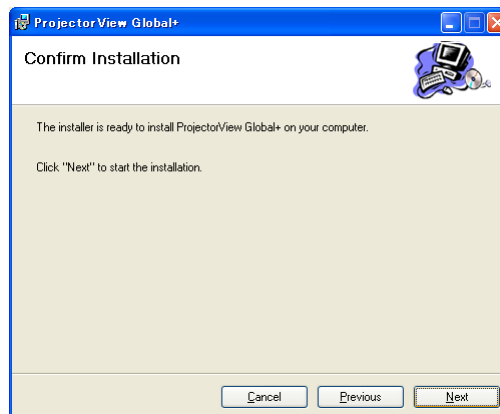 ProjectorView Global+
Confirm Installation
The installer is ready to install ProjectorView Global+ on your computer.
Click "Next" to start the installation.
Cancel Previous Next